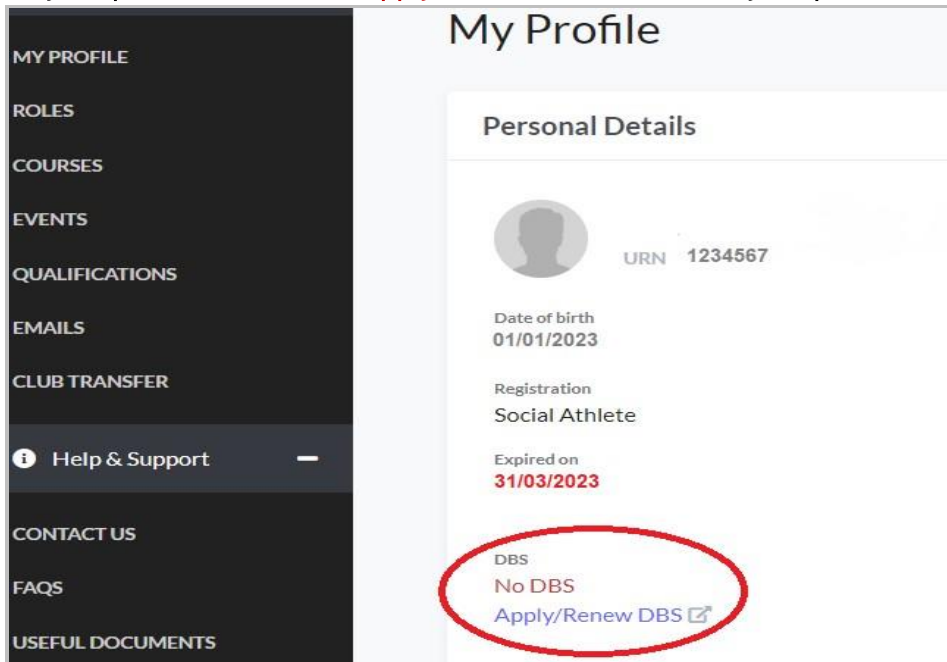 MY PROFILE
ROLES
COURSES
EVENTS
QUALIFICATIONS
EMAILS
CLUB TRANSFER
Help & Support
CONTACT US
FAQS
USEFUL DOCUMENTS
My Profile
Personal Details
URN 1234567
Date of birth
01/01/2023
Registration
Social Athlete
Expired on
31/03/2023
DBS
No DBS
Apply/Renew DBS